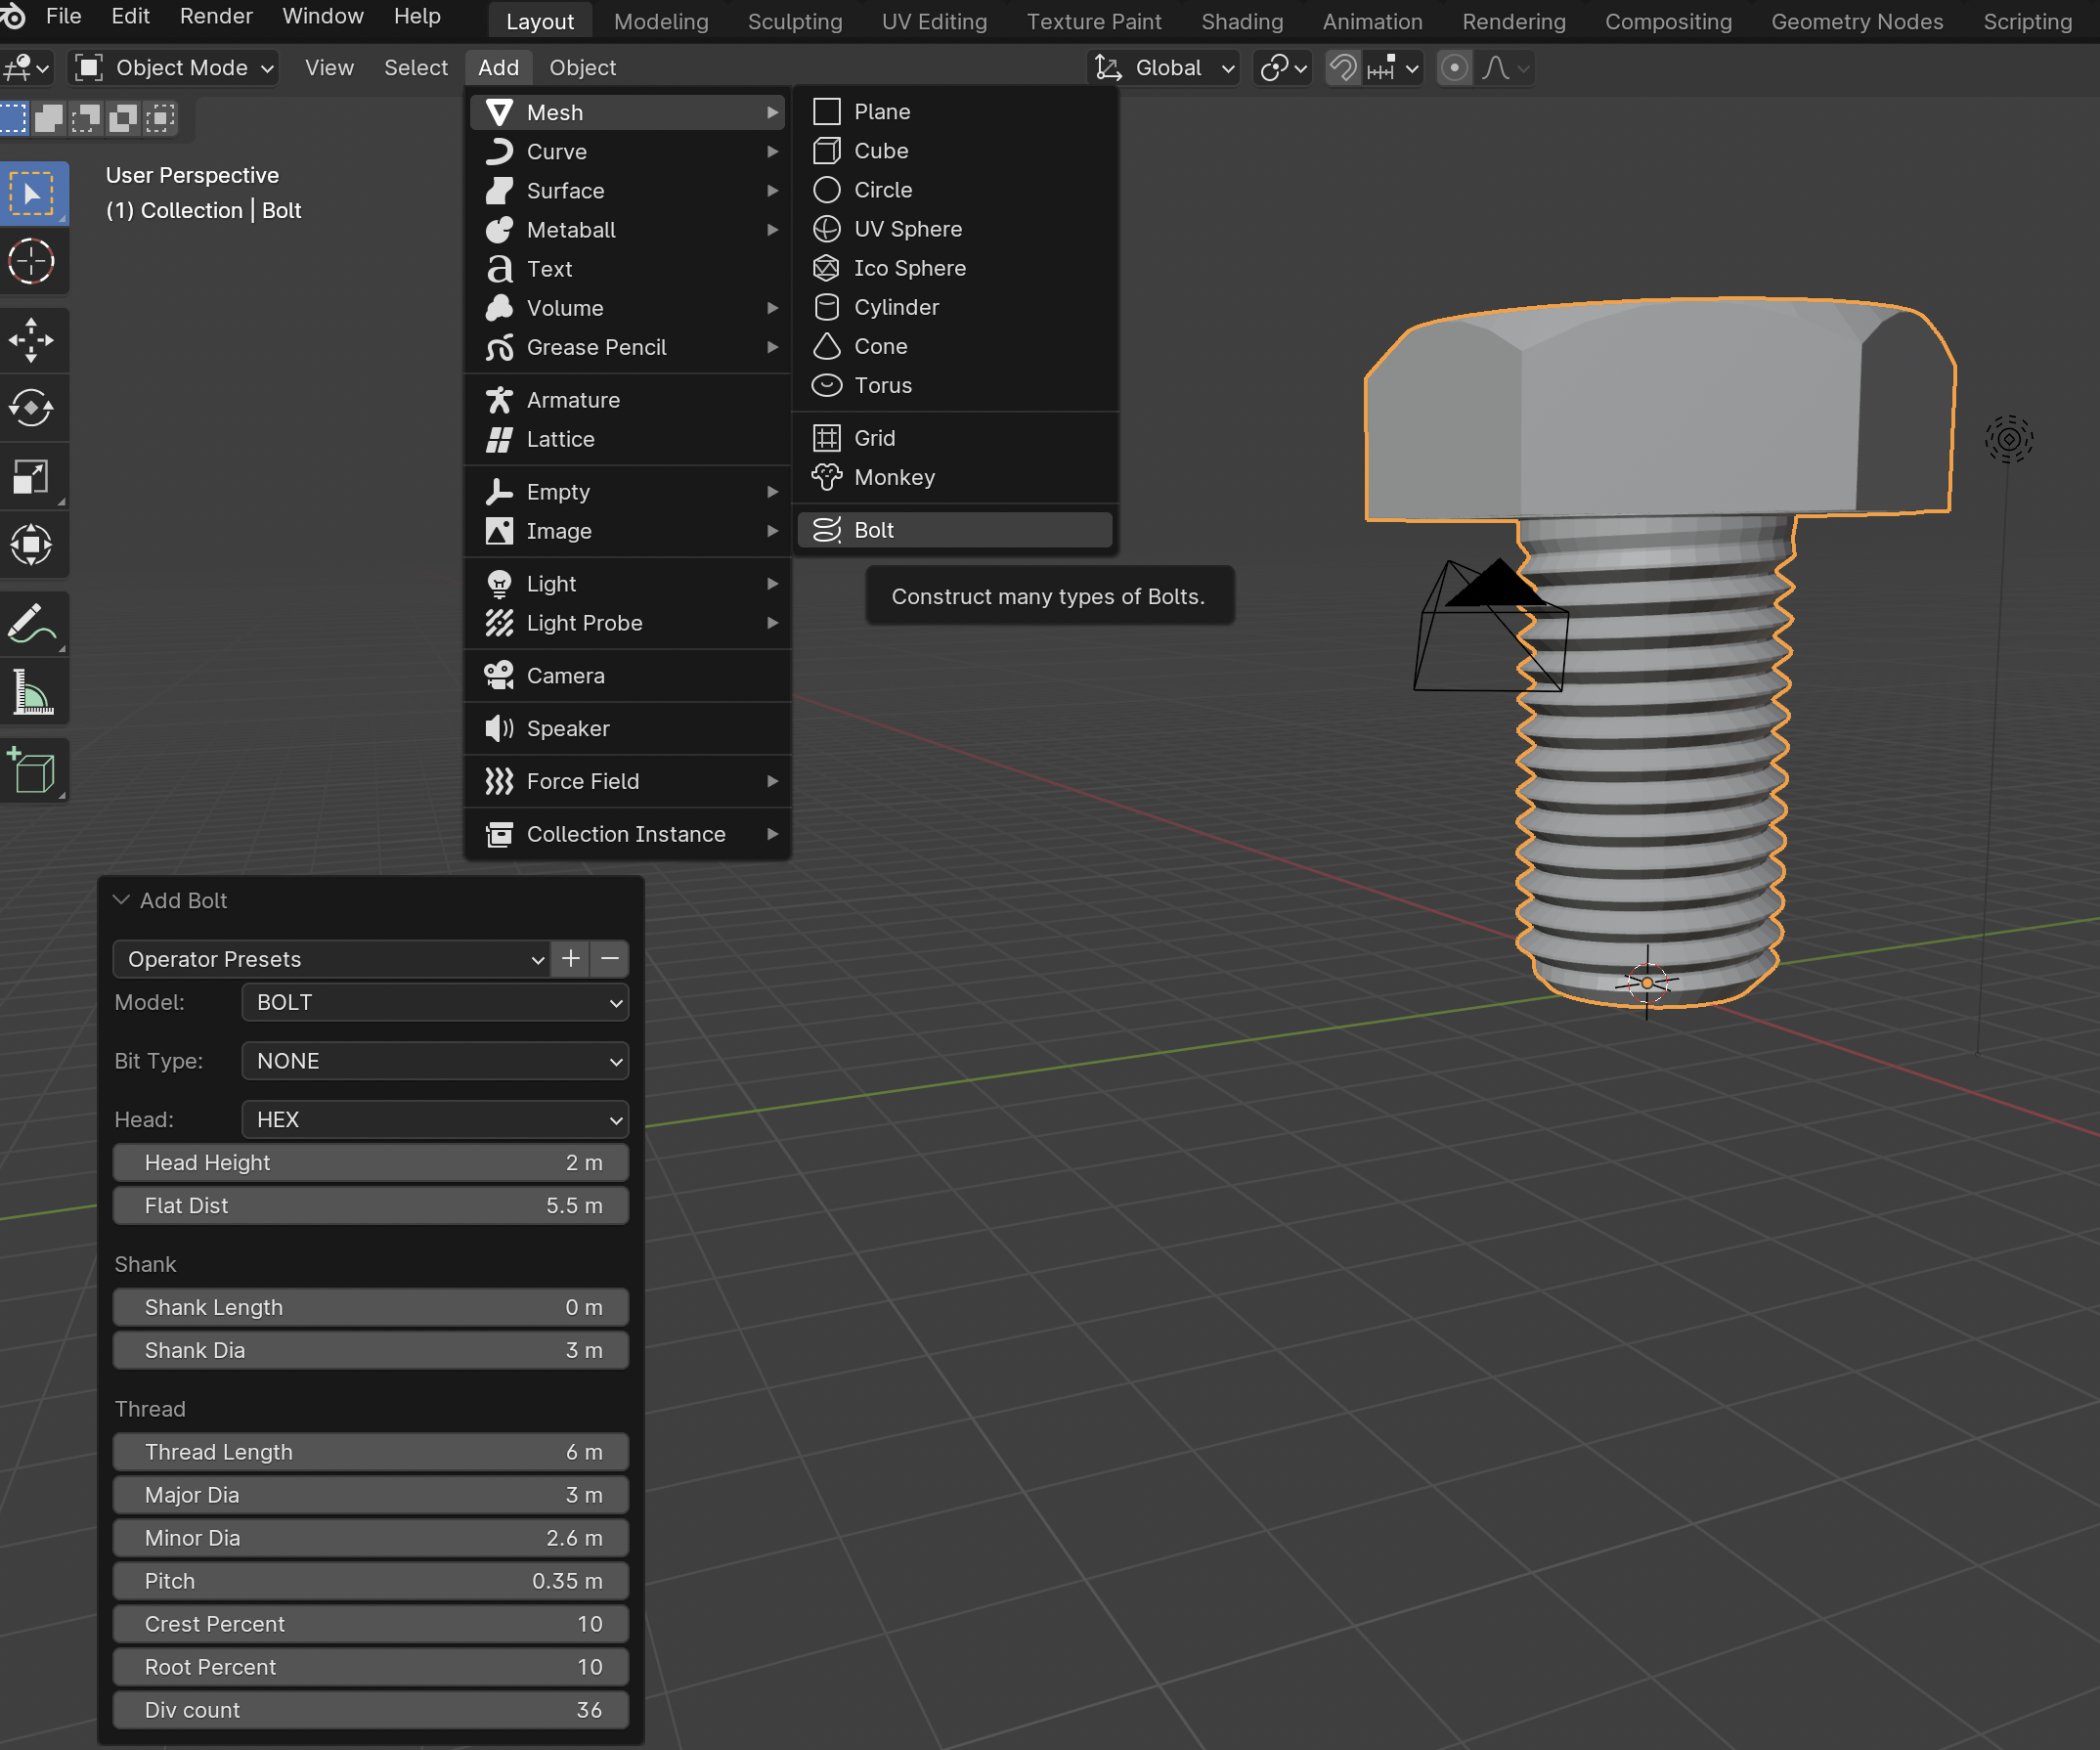 File Edit Render Window Help Layout Modeling Sculpting UV Editing Texture Paint Shading Animation Rendering Compositing Geometry Nodes Scripting
Object Mode View Select Add Object Global
User Perspective
(1) Collection | Bolt
Mesh
Curve
Surface
Metaball
Text
Volume
Grease Pencil
Armature
Lattice
Empty
Image
Light
Light Probe
Camera
Speaker
Force Field
Collection Instance
Plane
Cube
Circle
UV Sphere
Ico Sphere
Cylinder
Cone
Torus
Grid
Monkey
Bolt
Construct many types of Bolts.
Add Bolt
Operator Presets
Model: BOLT
Bit Type: NONE
Head: HEX
Head Height 2 m
Flat Dist 5.5 m
Shank
Shank Length 0 m
Shank Dia 3 m
Thread
Thread Length 6 m
Major Dia 3 m
Minor Dia 2.6 m
Pitch 0.35 m
Crest Percent 10
Root Percent 10
Div count 36